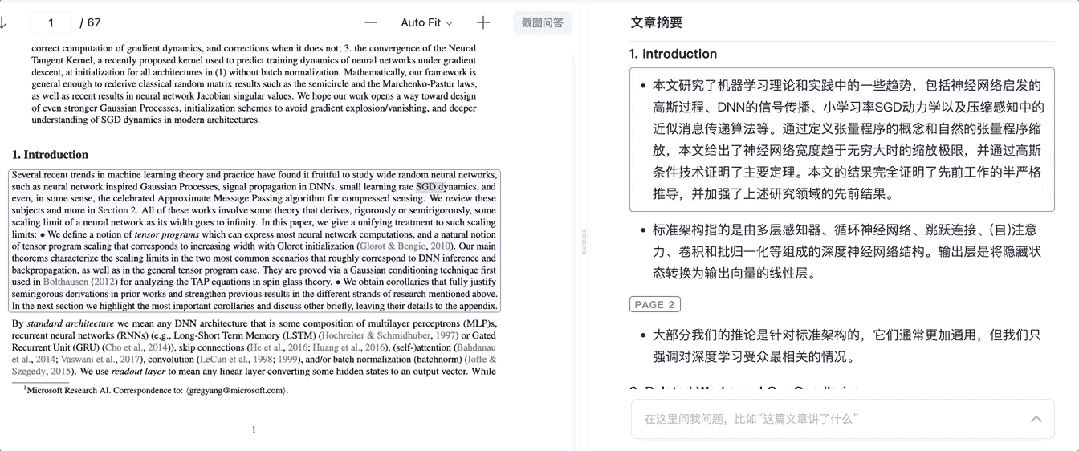 1 / 67
Auto Fit
截图问答
correct computation of gradient dynamics, and corrections when it does not; 3. the convergence of the Neural
Tangent Kernel, a recently proposed kernel used to predict training dynamics of neural networks under gradient
descent, at initialization for all architectures in (1) without batch normalization. Mathematically, our framework is
general enough to rederive classical random matrix results such as the semicircle and the Marchenko-Pastur laws,
as well as recent results in neural network Jacobian singular values. We hope our work opens a way toward design
of even stronger Gaussian Processes, initialization schemes to avoid gradient explosion/vanishing, and deeper
understanding of SGD dynamics in modern architectures.
1. Introduction
Several recent trends in machine learning theory and practice have found it fruitful to study wide random neural networks,
such as neural network inspired Gaussian Processes, signal propagation in DNNs, small learning rate SGD dynamics, and
even, in some sense, the celebrated Approximate Message Passing algorithm for compressed sensing. We review these
subjects and more in Section 2. All of these works involve some theory that derives, rigorously or semirigorously, some
scaling limit of a neural network as its width goes to infinity. In this paper, we give a unifying treatment to such scaling
limits: • We define a notion of tensor programs which can express most neural network computations, and a natural notion
of tensor program scaling that corresponds to increasing width with Glorot initialization (Glorot & Bengio, 2010). Our main
theorems characterize the scaling limits in the two most common scenarios that roughly correspond to DNN inference and
backpropagation, as well as in the general tensor program case. They are proved via a Gaussian conditioning technique first
used in Bolthausen (2012) for analyzing the TAP equations in spin glass theory. • We obtain corollaries that fully justify
semirigorous derivations in prior works and strengthen previous results in the different strands of research mentioned above.
In the next section we highlight the most important corollaries and discuss other briefly, leaving their details to the appendix.
By standard architecture we mean any DNN architecture that is some composition of multilayer perceptrons (MLP)s,
recurrent neural networks (RNNs) (e.g., Long-Short Term Memory (LSTM) (Hochreiter & Schmidhuber, 1997) or Gated
Recurrent Unit (GRU) (Cho et al., 2014)), skip connections (He et al., 2016; Huang et al., 2016), (self-)attention (Bahdanau
et al., 2014; Vaswani et al., 2017), convolution (LeCun et al., 1998; 1999), and/or batch normalization (batchnorm) (Ioffe &
Szegedy, 2015). We use readout layer to mean any linear layer converting some hidden states to an output vector. While
1Microsoft Research AI. Correspondence to: <gregyang@microsoft.com>.
1
文章摘要
1. Introduction
• 本文研究了机器学习理论和实践中的一些趋势，包括神经网络启发的
高斯过程、DNN的信号传播、小学习率SGD动力学以及压缩感知中的
近似消息传递算法等。通过定义张量程序的概念和自然的张量程序缩
放，本文给出了神经网络宽度趋于无穷大时的缩放极限，并通过高斯
条件技术证明了主要定理。本文的结果完全证明了先前工作的半严格
推导，并加强了上述研究领域的先前结果。
• 标准架构指的是由多层感知器、循环神经网络、跳跃连接、(自)注意
力、卷积和批归一化等组成的深度神经网络结构。输出层是将隐藏状
态转换为输出向量的线性层。
PAGE 2
• 大部分我们的推论是针对标准架构的，它们通常更加通用，但我们只
强调对深度学习受众最相关的情况。
在这里问我问题，比如“这篇文章讲了什么”